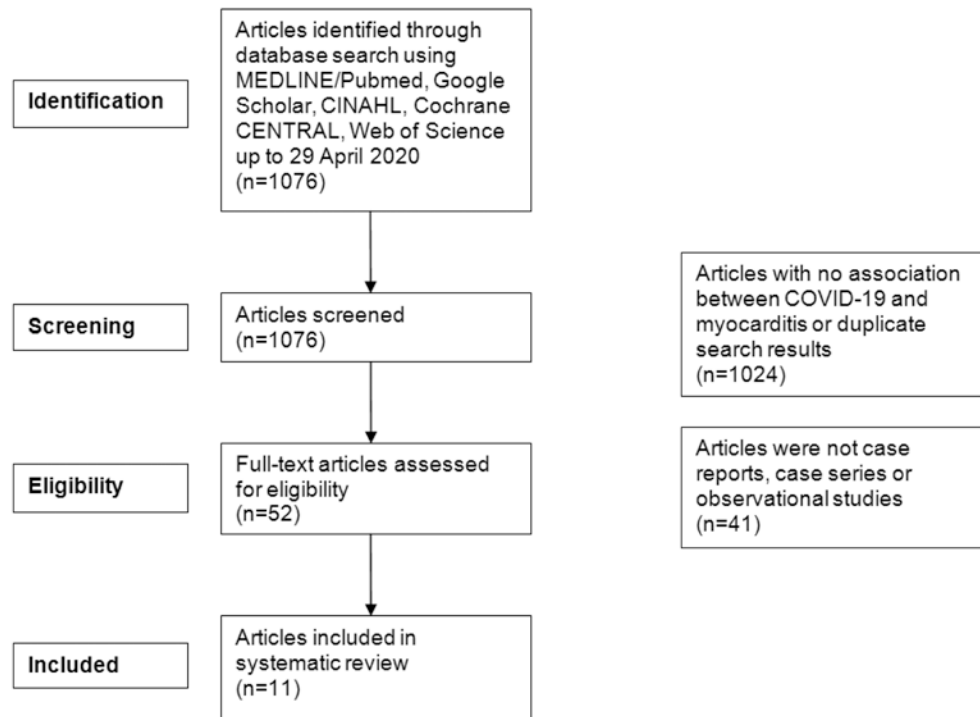 Identification
Articles identified through
database search using
MEDLINE/Pubmed, Google
Scholar, CINAHL, Cochrane
CENTRAL, Web of Science
up to 29 April 2020
(n=1076)
Screening
Articles screened
(n=1076)
Articles with no association
between COVID-19 and
myocarditis or duplicate
search results
(n=1024)
Eligibility
Full-text articles assessed
for eligibility
(n=52)
Articles were not case
reports, case series or
observational studies
(n=41)
Included
Articles included in
systematic review
(n=11)